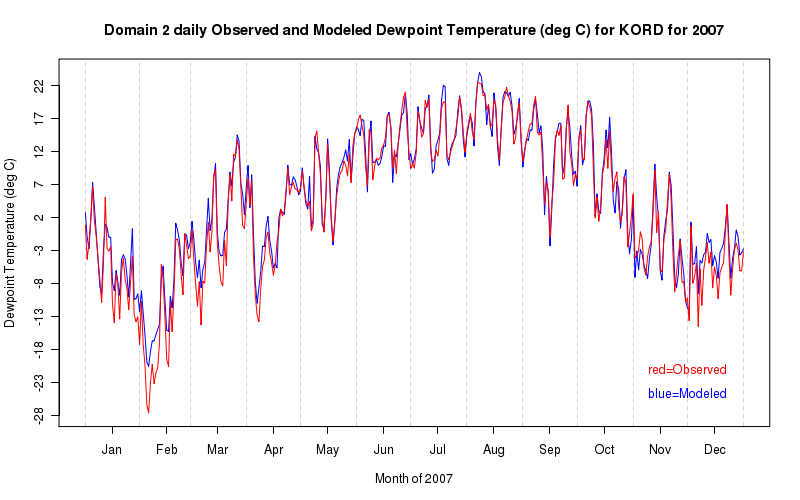 Domain 2 daily Observed and Modeled Dewpoint Temperature (deg C) for KORD for 2007
Dewpoint Temperature (deg C)
22
17
12
7
2
-3
-8
-13
-18
-23
-28
red=Observed
blue=Modeled
Jan Feb Mar Apr May Jun Jul Aug Sep Oct Nov Dec
Month of 2007